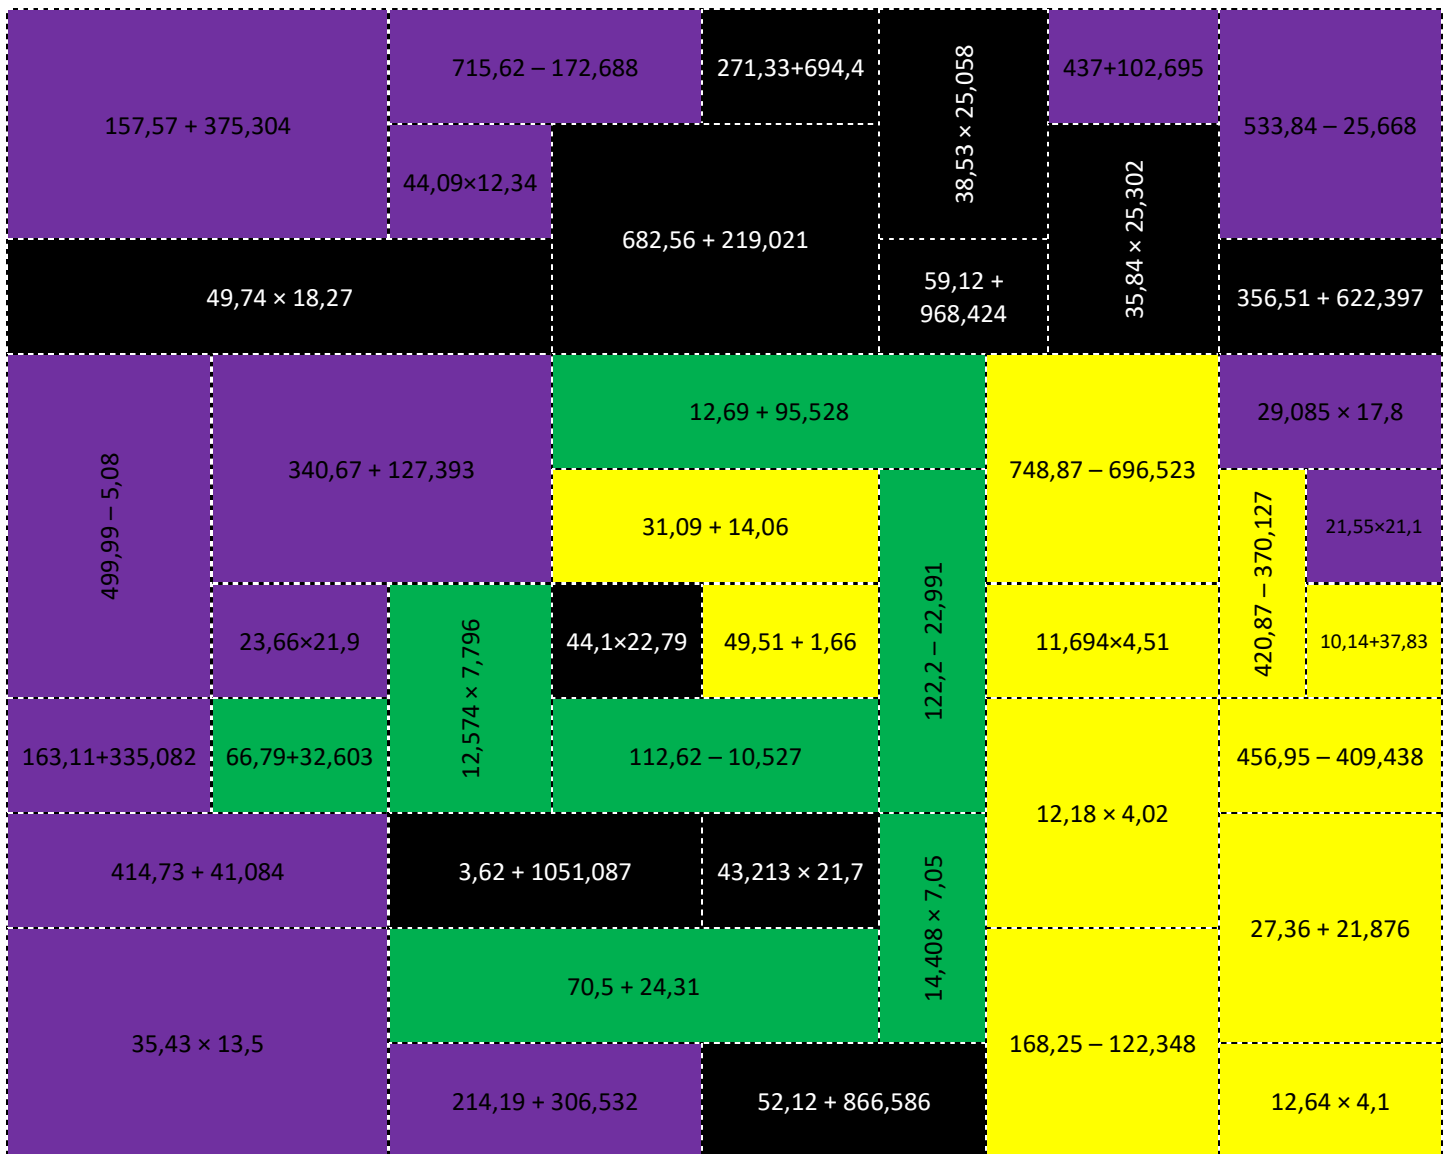 157,57 + 375,304
715,62 – 172,688
271,33+694,4
38,53 × 25,058
437+102,695
533,84 – 25,668
44,09×12,34
682,56 + 219,021
35,84 × 25,302
49,74 × 18,27
59,12 +
968,424
356,51 + 622,397
499,99 – 5,08
340,67 + 127,393
12,69 + 95,528
748,87 – 696,523
29,085 × 17,8
31,09 + 14,06
122,2 – 22,991
420,87 – 370,127
21,55×21,1
23,66×21,9
12,574 × 7,796
44,1×22,79
49,51 + 1,66
11,694×4,51
10,14+37,83
163,11+335,082
66,79+32,603
112,62 – 10,527
12,18 × 4,02
456,95 – 409,438
414,73 + 41,084
3,62 + 1051,087
43,213 × 21,7
14,408 × 7,05
27,36 + 21,876
35,43 × 13,5
70,5 + 24,31
168,25 – 122,348
214,19 + 306,532
52,12 + 866,586
12,64 × 4,1